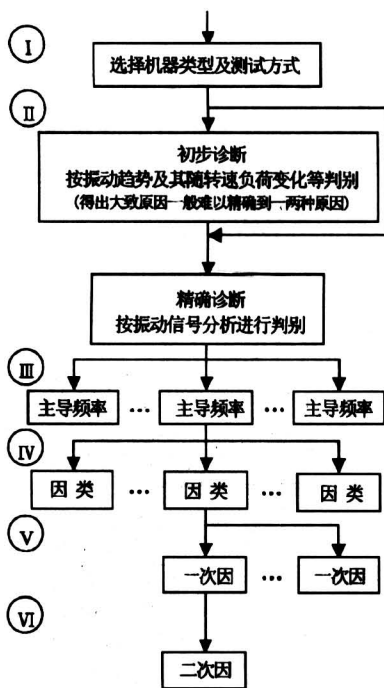 Ⅰ
选择机器类型及测试方式
Ⅱ
初步诊断
按振动趋势及其随转速负荷变化等判别
(得出大致原因一般难以精确到一两种原因)
精确诊断
按振动信号分析进行判别
Ⅲ
主导频率 … 主导频率 … 主导频率
Ⅳ
因类 … 因类 … 因类
Ⅴ
一次因 … 一次因
Ⅵ
二次因